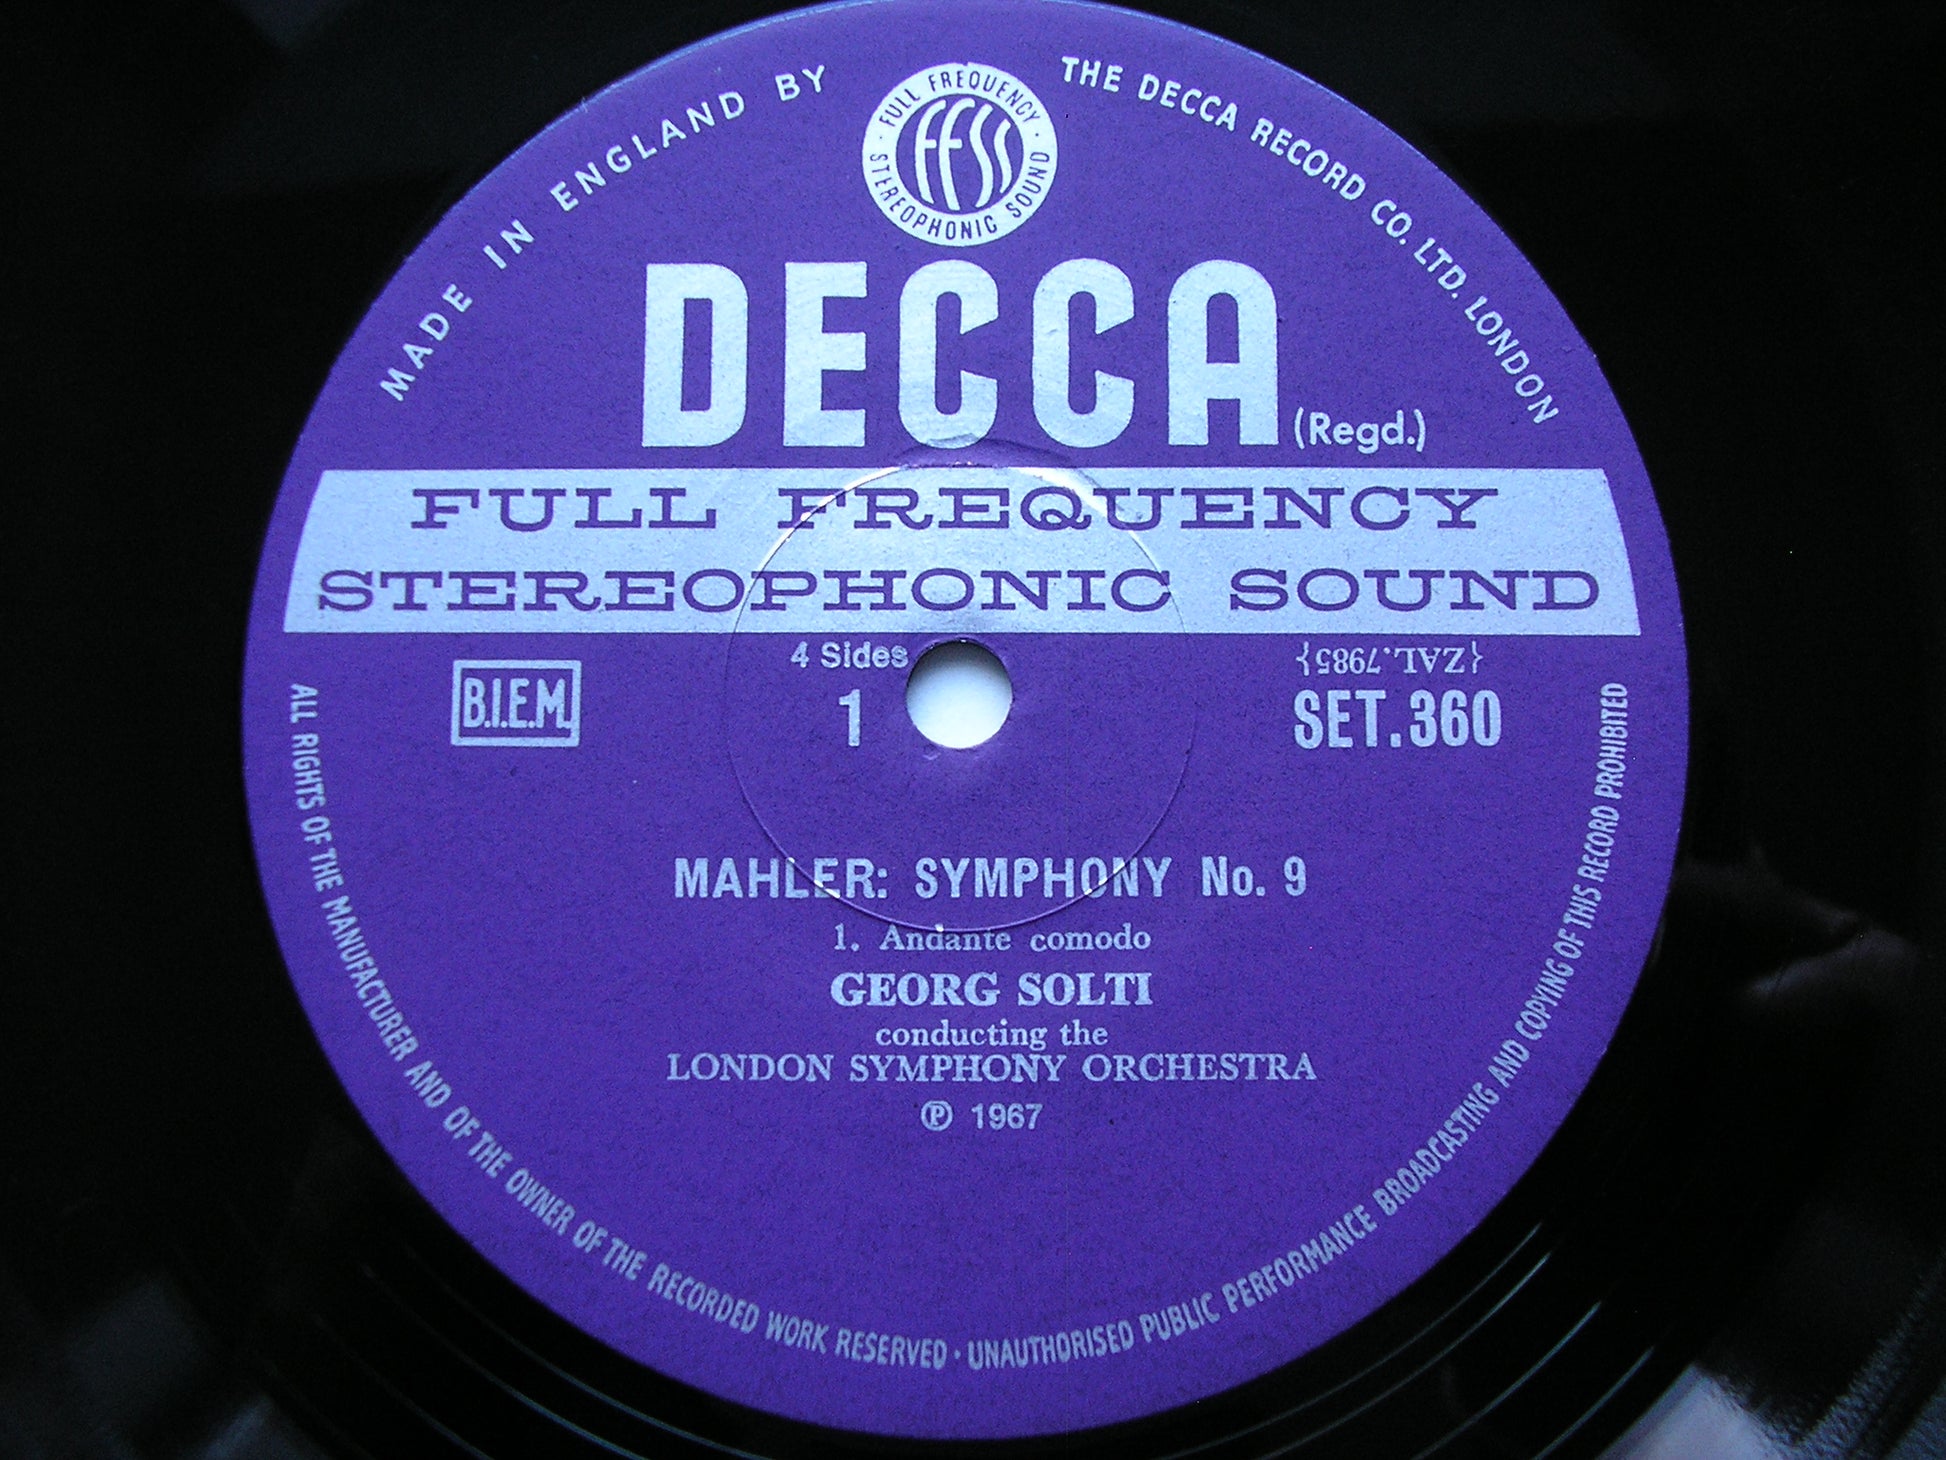 MADE IN ENGLAND BY
THE DECCA RECORD CO. LTD. LONDON
FULL FREQUENCY
FFSS
STEREOPHONIC SOUND
DECCA (Regd.)
FULL FREQUENCY
STEREOPHONIC SOUND
4 Sides
{ZAL.7985}
B.I.E.M.
1
SET.360
MAHLER: SYMPHONY No. 9
1. Andante comodo
GEORG SOLTI
conducting the
LONDON SYMPHONY ORCHESTRA
℗ 1967
ALL RIGHTS OF THE MANUFACTURER AND OF THE OWNER OF THE RECORDED WORK RESERVED · UNAUTHORISED PUBLIC PERFORMANCE BROADCASTING AND COPYING OF THIS RECORD PROHIBITED